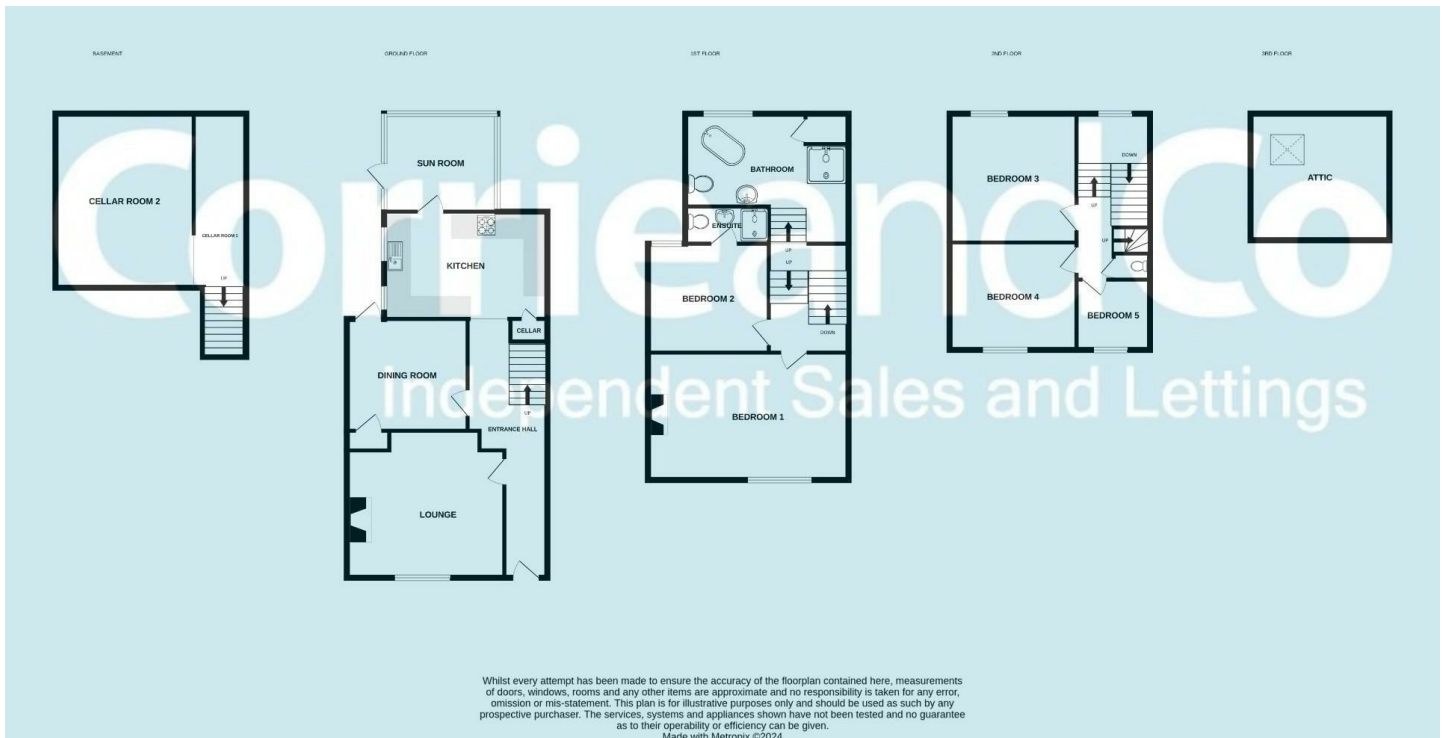 BASEMENT
GROUND FLOOR
1ST FLOOR
2ND FLOOR
3RD FLOOR
CorrieandCo
Independent Sales and Lettings
CELLAR ROOM 2
CELLAR ROOM 1
UP
SUN ROOM
KITCHEN
CELLAR
DINING ROOM
UP
ENTRANCE HALL
LOUNGE
BATHROOM
ENSUITE
UP
UP
BEDROOM 2
DOWN
BEDROOM 1
DOWN
BEDROOM 3
UP
UP
BEDROOM 4
BEDROOM 5
ATTIC
Whilst every attempt has been made to ensure the accuracy of the floorplan contained here, measurements
of doors, windows, rooms and any other items are approximate and no responsibility is taken for any error,
omission or mis-statement. This plan is for illustrative purposes only and should be used as such by any
prospective purchaser. The services, systems and appliances shown have not been tested and no guarantee
as to their operability or efficiency can be given.
Made with Metropix ©2024